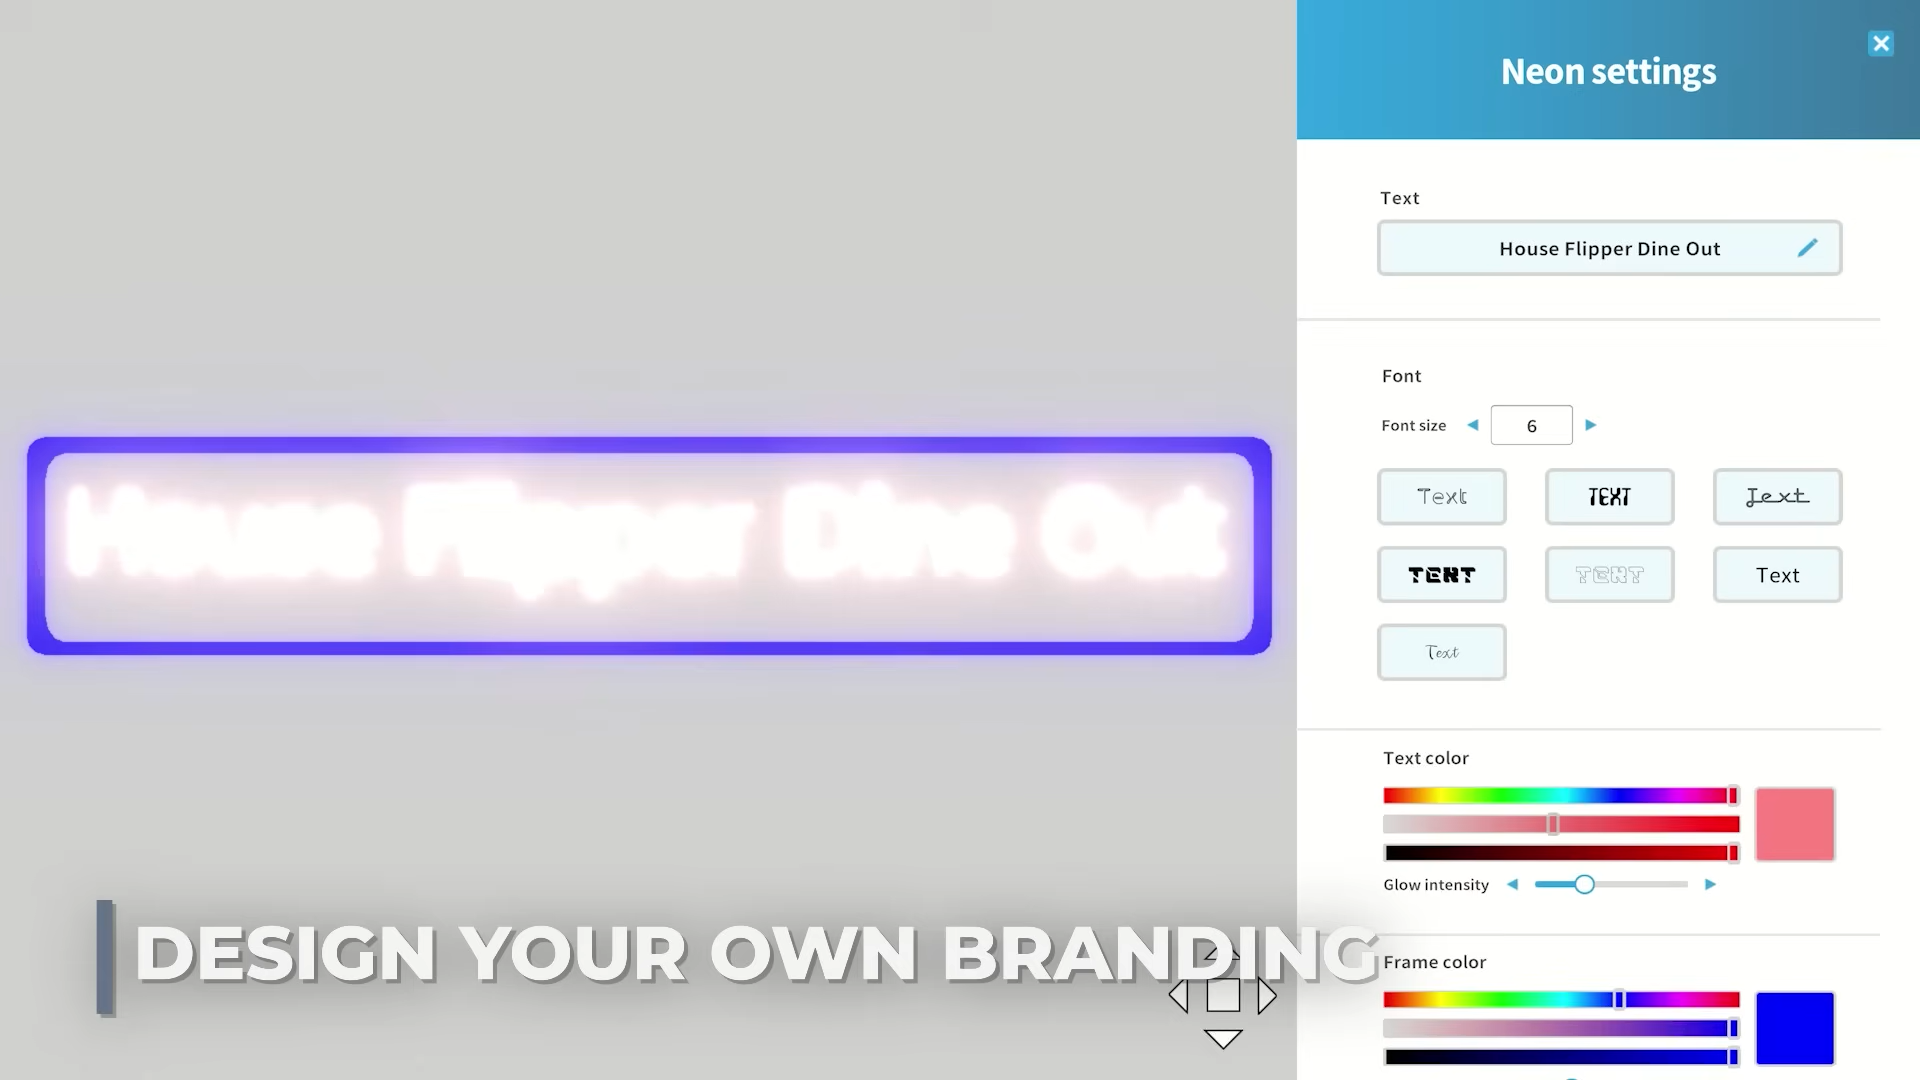 Neon settings
Text
House Flipper Dine Out
Font
Font size 6
Text TEXT Text
TEXT TEXT Text
Text
House Flipper Dine Out
Text color
Glow intensity
DESIGN YOUR OWN BRANDING
Frame color